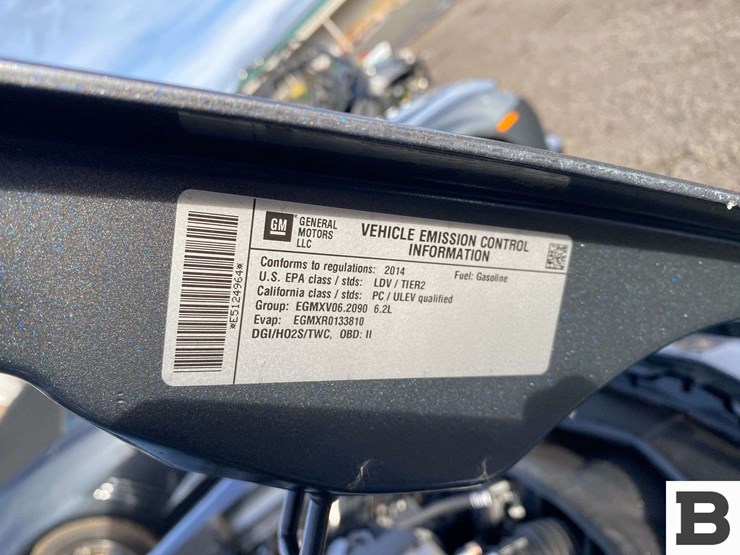 *E5124964*
GM
GENERAL
MOTORS
LLC
VEHICLE EMISSION CONTROL
INFORMATION
Conforms to regulations: 2014 Fuel: Gasoline
U.S. EPA class / stds: LDV / TIER2
California class / stds: PC / ULEV qualified
Group: EGMXV06.2090 6.2L
Evap: EGMXR0133810
DGI/HO2S/TWC, OBD: II
B